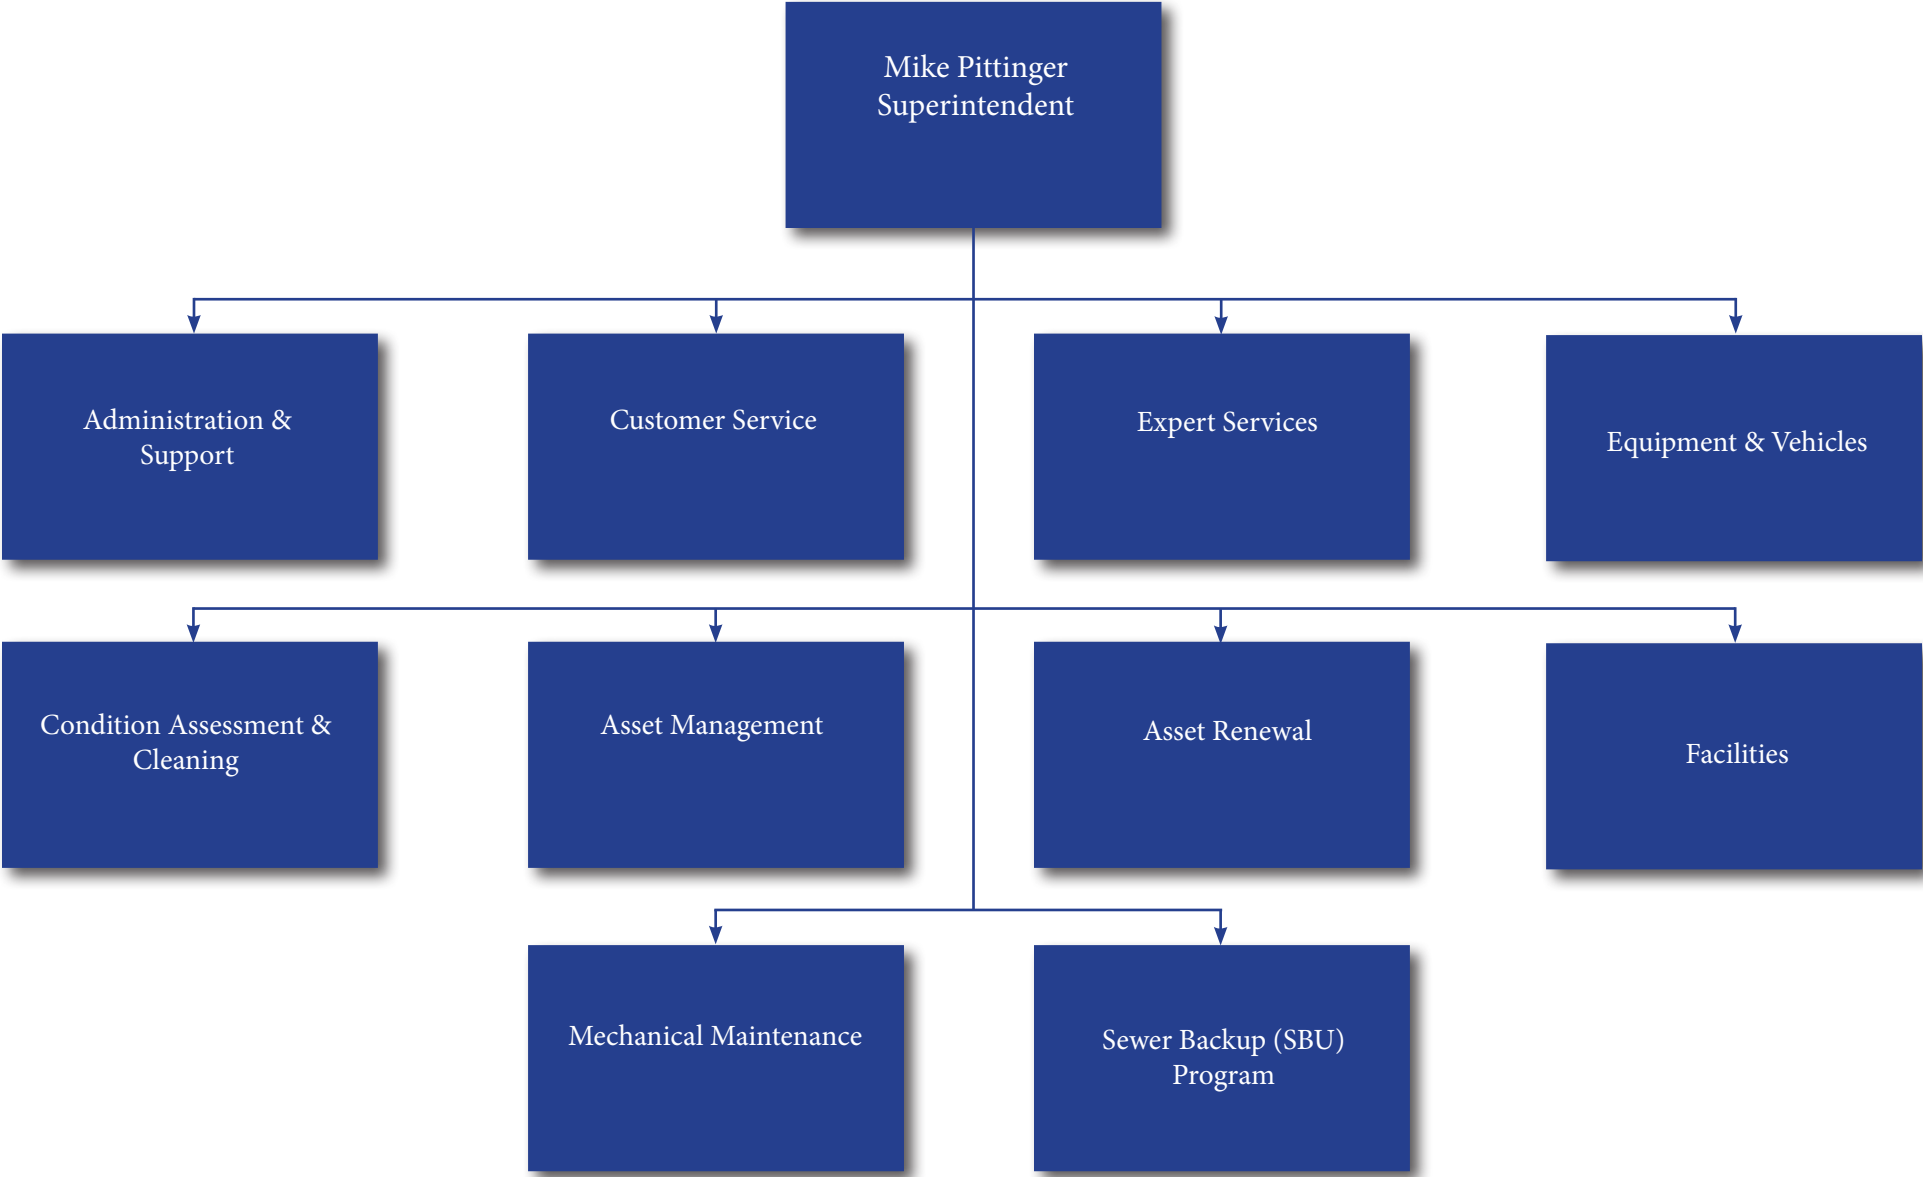 Mike Pittinger
Superintendent
Administration &
Support
Customer Service
Expert Services
Equipment & Vehicles
Condition Assessment &
Cleaning
Asset Management
Asset Renewal
Facilities
Mechanical Maintenance
Sewer Backup (SBU)
Program